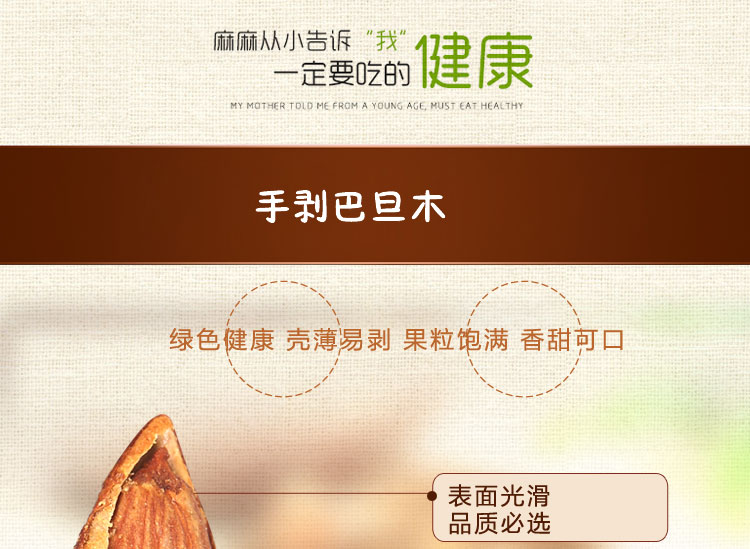 麻麻从小告诉“我”
一定要吃的健康
MY MOTHER TOLD ME FROM A YOUNG AGE, MUST EAT HEALTHY
手剥巴旦木
绿色健康 壳薄易剥 果粒饱满 香甜可口
表面光滑
品质必选